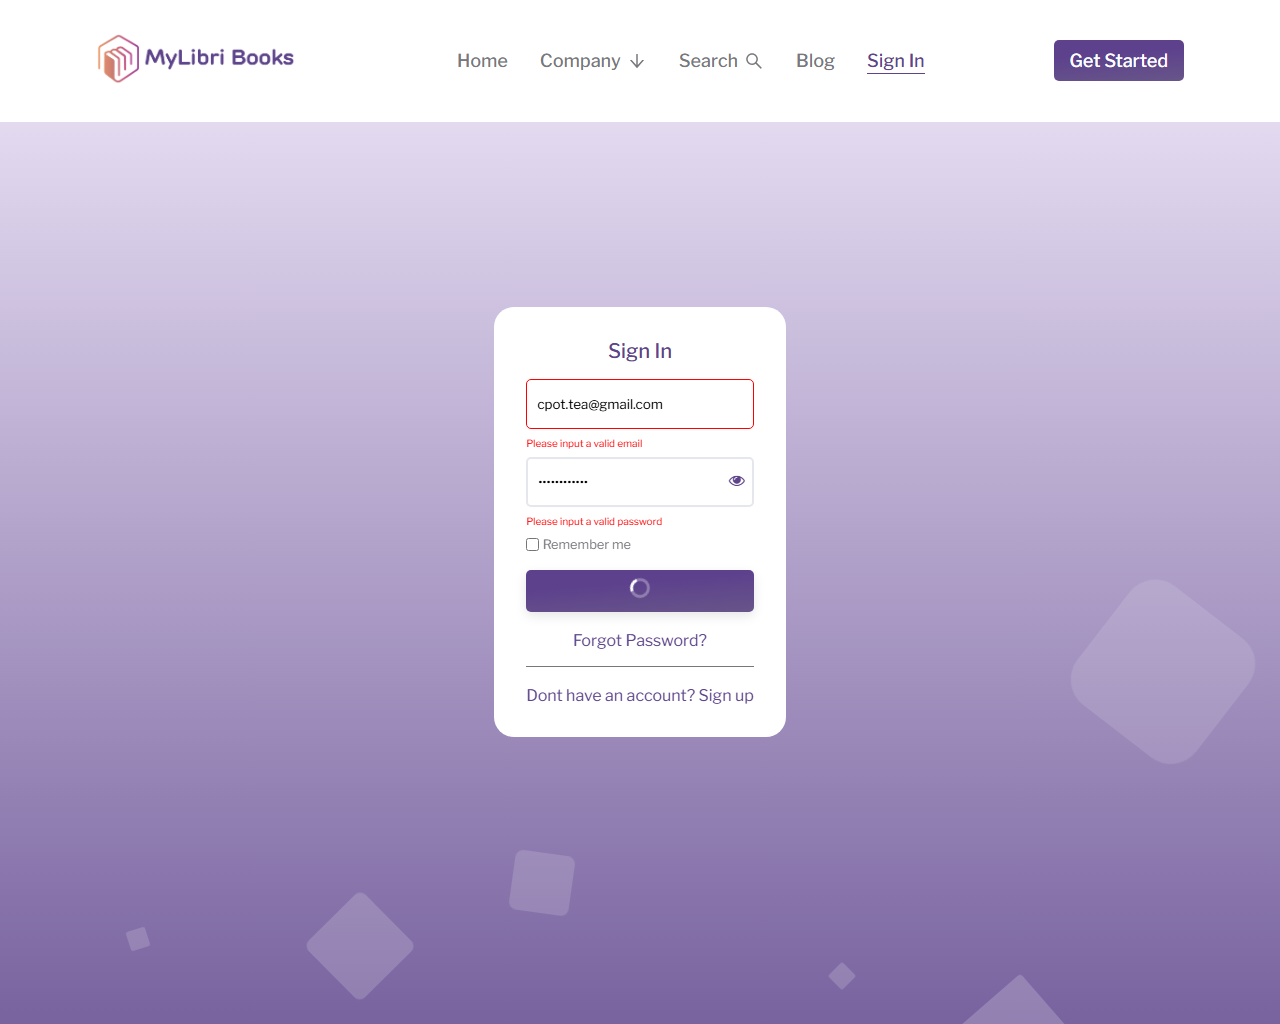 MyLibri Books
Home
Company
Search
Blog
Sign In
Get Started
Sign In
cpot.tea@gmail.com
Please input a valid email
••••••••••••
Please input a valid password
Remember me
Forgot Password?
Dont have an account? Sign up